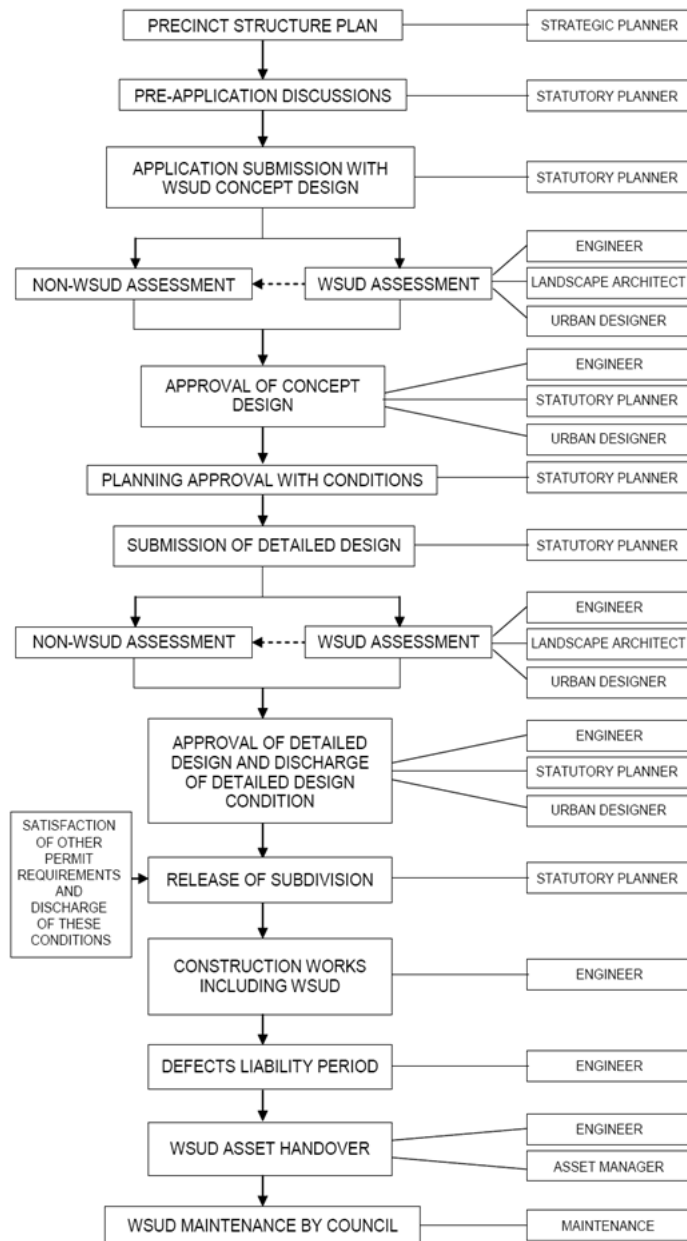 PRECINCT STRUCTURE PLAN
STRATEGIC PLANNER
PRE-APPLICATION DISCUSSIONS
STATUTORY PLANNER
APPLICATION SUBMISSION WITH
WSUD CONCEPT DESIGN
STATUTORY PLANNER
NON-WSUD ASSESSMENT
WSUD ASSESSMENT
ENGINEER
LANDSCAPE ARCHITECT
URBAN DESIGNER
APPROVAL OF CONCEPT
DESIGN
ENGINEER
STATUTORY PLANNER
URBAN DESIGNER
PLANNING APPROVAL WITH CONDITIONS
STATUTORY PLANNER
SUBMISSION OF DETAILED DESIGN
STATUTORY PLANNER
NON-WSUD ASSESSMENT
WSUD ASSESSMENT
ENGINEER
LANDSCAPE ARCHITECT
URBAN DESIGNER
APPROVAL OF DETAILED
DESIGN AND DISCHARGE
OF DETAILED DESIGN
CONDITION
ENGINEER
STATUTORY PLANNER
URBAN DESIGNER
SATISFACTION
OF OTHER
PERMIT
REQUIREMENTS
AND
DISCHARGE
OF THESE
CONDITIONS
RELEASE OF SUBDIVISION
STATUTORY PLANNER
CONSTRUCTION WORKS
INCLUDING WSUD
ENGINEER
DEFECTS LIABILITY PERIOD
ENGINEER
WSUD ASSET HANDOVER
ENGINEER
ASSET MANAGER
WSUD MAINTENANCE BY COUNCIL
MAINTENANCE